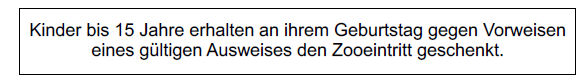 Kinder bis 15 Jahre erhalten an ihrem Geburtstag gegen Vorweisen
eines gültigen Ausweises den Zooeintritt geschenkt.